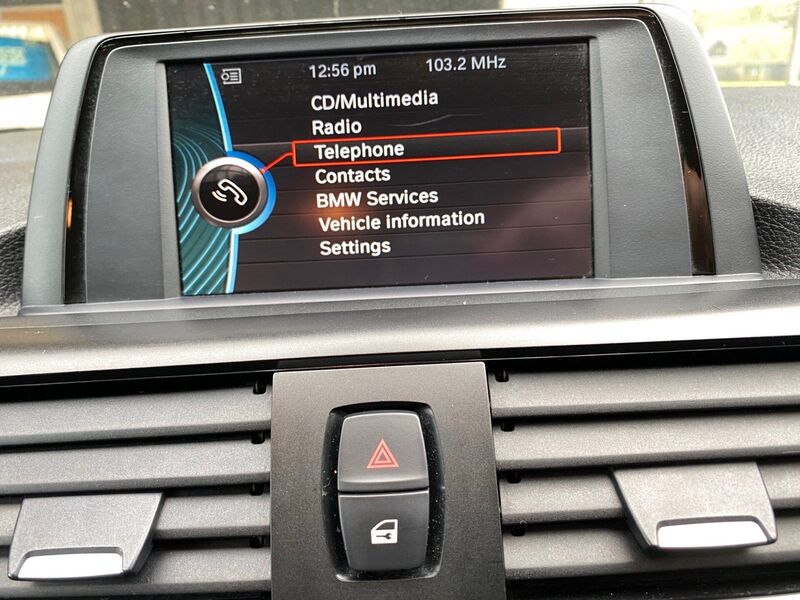 12:56 pm 103.2 MHz
CD/Multimedia
Radio
Telephone
Contacts
BMW Services
Vehicle information
Settings